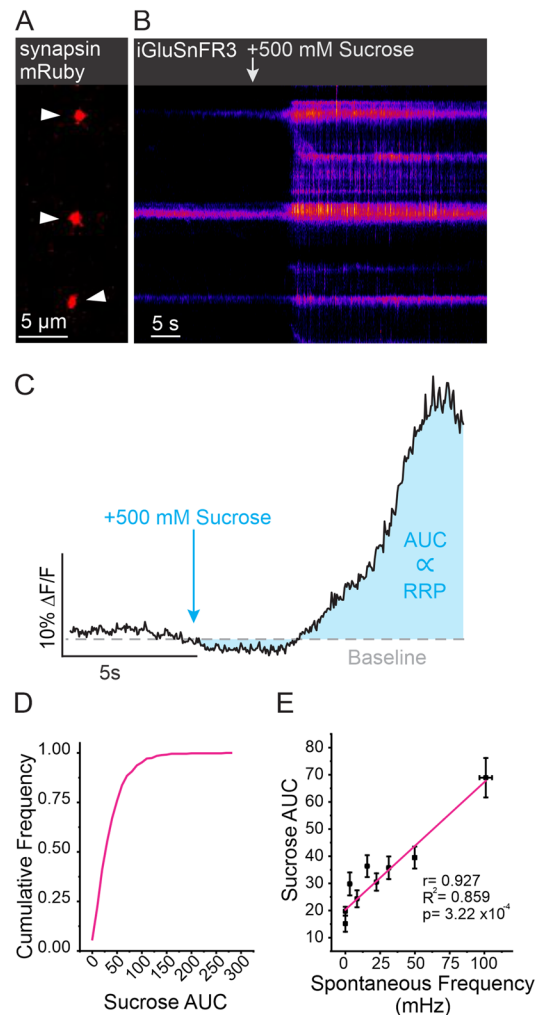 A
B
synapsin
mRuby
iGluSnFR3 +500 mM Sucrose
5 µm
5 s
C
+500 mM Sucrose
AUC
∝
RRP
10% ΔF/F
Baseline
5s
D
E
Cumulative Frequency
1.00
0.75
0.50
0.25
0.00
0
50
100
150
200
250
300
Sucrose AUC
Sucrose AUC
80
70
60
50
40
30
20
10
r= 0.927
R²= 0.859
p= 3.22 x10⁻⁴
0 25 50 75 100
Spontaneous Frequency
(mHz)